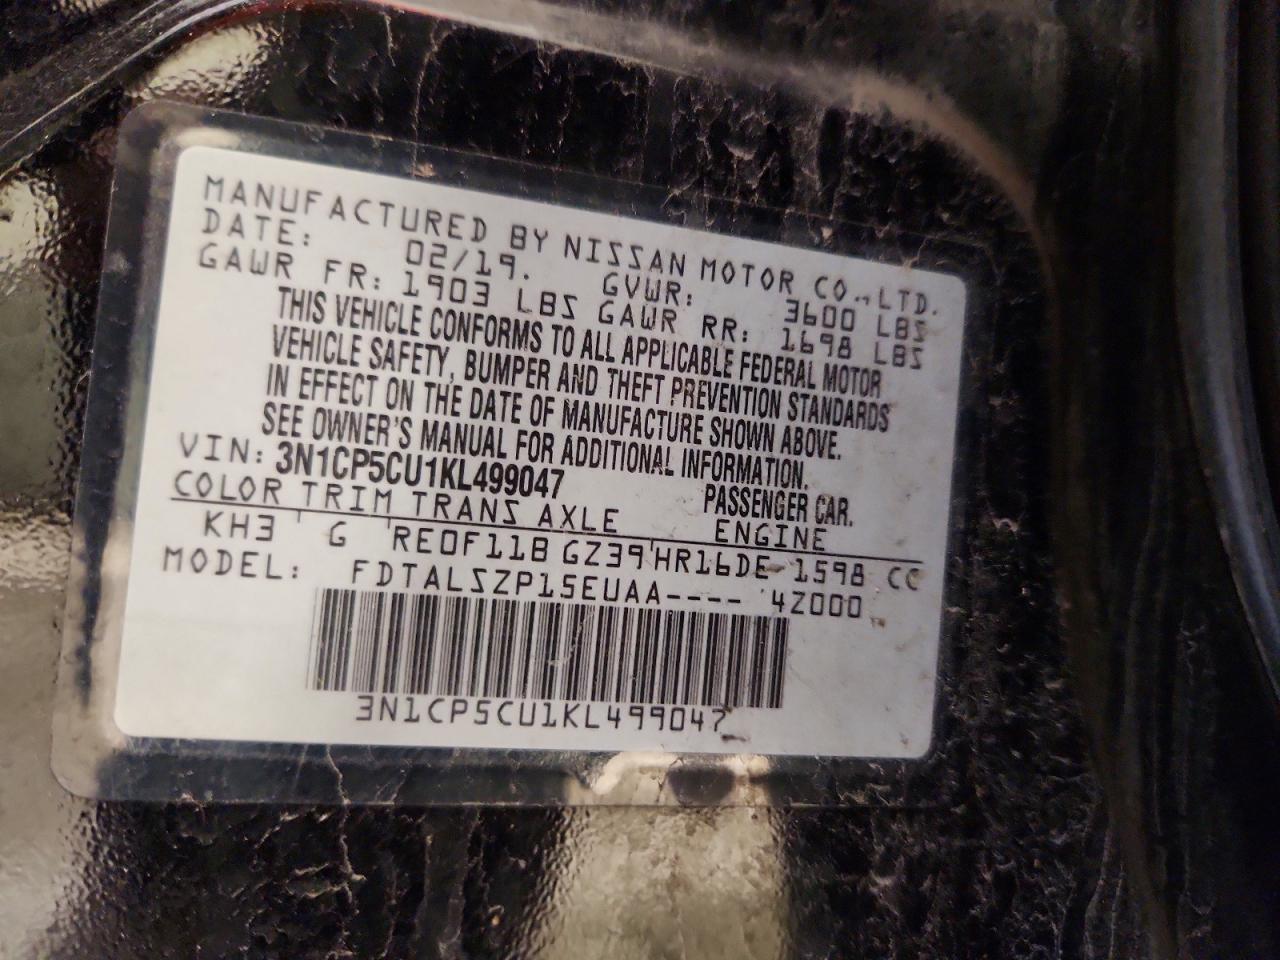 MANUFACTURED BY NISSAN MOTOR CO., LTD.
DATE: 02/19. GVWR: 3600 LBS
GAWR FR: 1903 LBS GAWR RR: 1698 LBS
THIS VEHICLE CONFORMS TO ALL APPLICABLE FEDERAL MOTOR
VEHICLE SAFETY, BUMPER AND THEFT PREVENTION STANDARDS
IN EFFECT ON THE DATE OF MANUFACTURE SHOWN ABOVE.
SEE OWNER'S MANUAL FOR ADDITIONAL INFORMATION.
VIN: 3N1CP5CU1KL499047 PASSENGER CAR.
COLOR TRIM TRANS AXLE ENGINE
KH3 G RE0F11B GZ39 HR16DE 1598 CC
MODEL: FDTALSZP15EUAA---- 4Z000
3N1CP5CU1KL499047